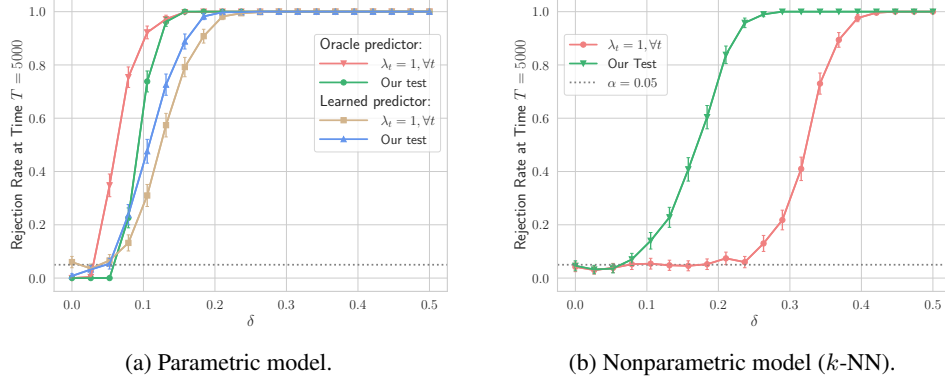 Rejection Rate at Time T = 5000
1.0
0.8
0.6
0.4
0.2
0.0
Oracle predictor:
λ_t = 1, ∀t
Our test
Learned predictor:
λ_t = 1, ∀t
Our test
0.0 0.1 0.2 0.3 0.4 0.5
δ
(a) Parametric model.
Rejection Rate at Time T = 5000
1.0
0.8
0.6
0.4
0.2
0.0
λ_t = 1, ∀t
Our Test
α = 0.05
0.0 0.1 0.2 0.3 0.4 0.5
δ
(b) Nonparametric model (k-NN).